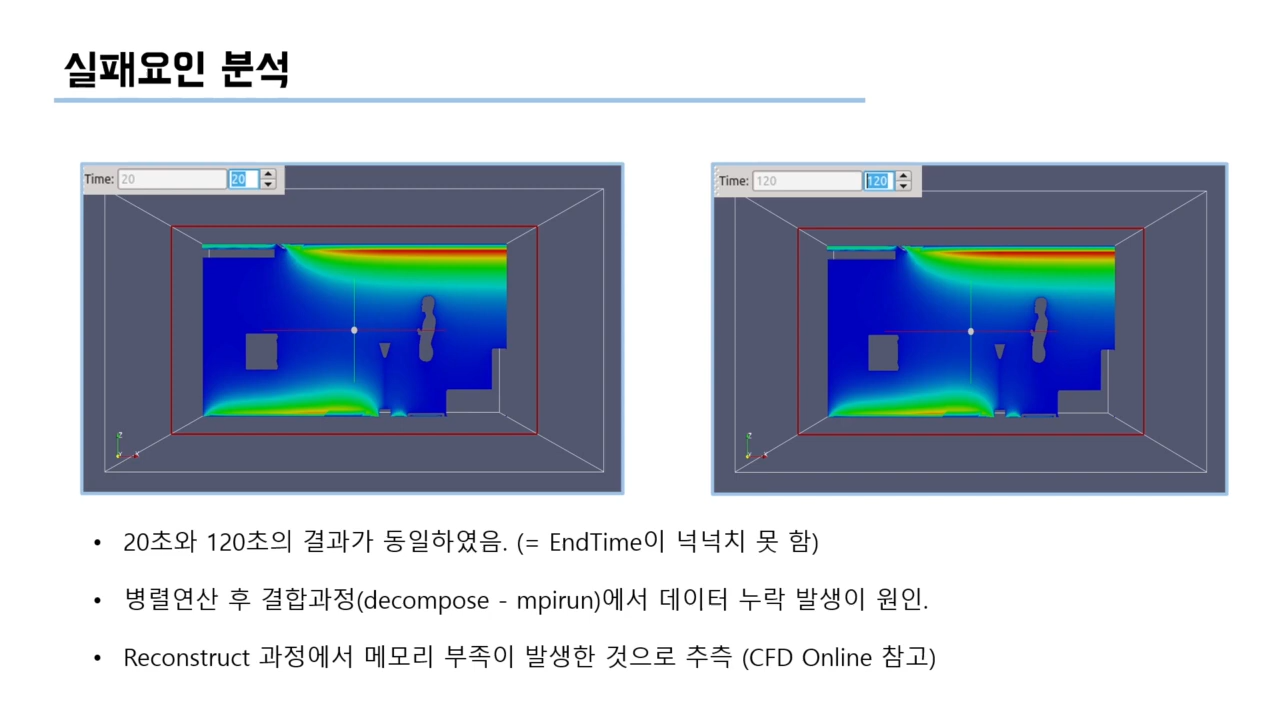 실패요인 분석
Time: 20 20
Time: 120 120
• 20초와 120초의 결과가 동일하였음. (= EndTime이 넉넉치 못 함)
• 병렬연산 후 결합과정(decompose - mpirun)에서 데이터 누락 발생이 원인.
• Reconstruct 과정에서 메모리 부족이 발생한 것으로 추측 (CFD Online 참고)